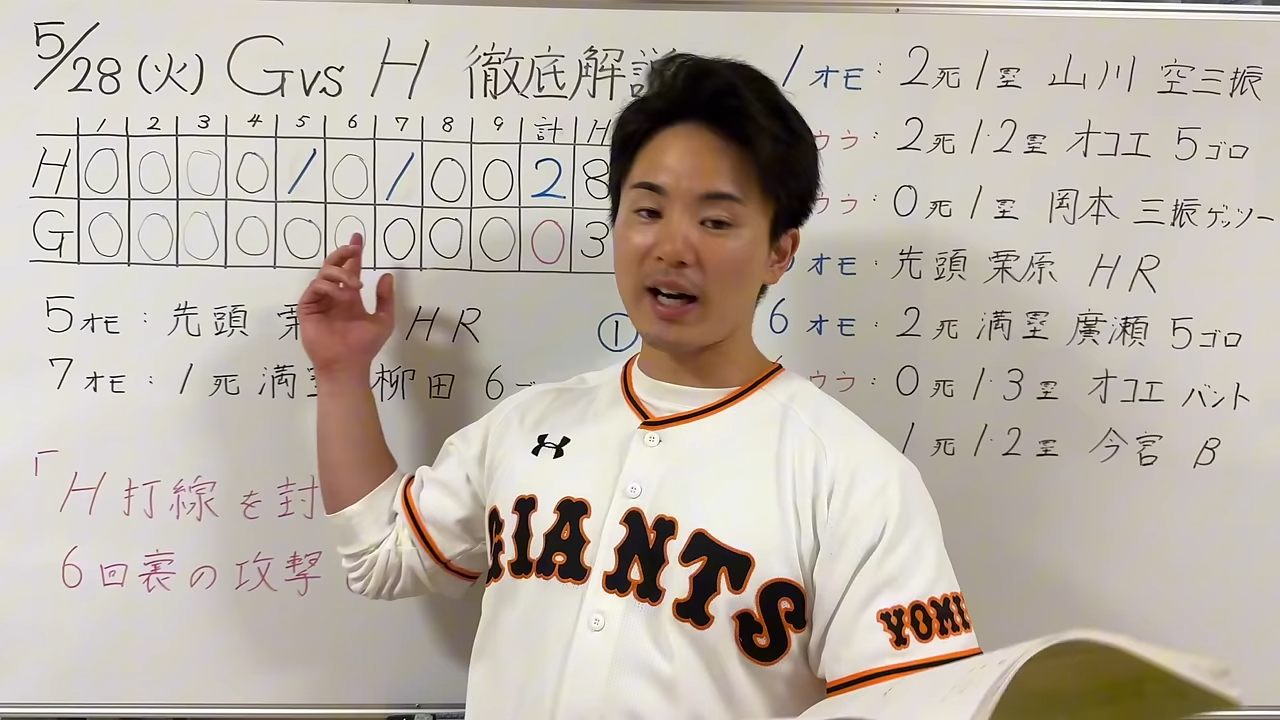 5/28(火) G vs H 徹底解説
1 2 3 4 5 6 7 8 9 計 H
H 0 0 0 0 1 0 1 0 0 2 8
G 0 0 0 0 0 0 0 0 0 0 3
5オモ：先頭 栗 HR
7オモ：1死満塁 柳田 6ゴ
①
「H打線を封
6回裏の攻撃
1オモ：2死1塁 山川 空三振
ウラ：2死1・2塁 オコエ 5ゴロ
ウラ：0死1塁 岡本 三振ゲッツー
オモ：先頭 栗原 HR
6オモ：2死満塁 廣瀬 5ゴロ
ウラ：0死1・3塁 オコエ バント
1死1・2塁 今宮 B
GIANTS
YOMI